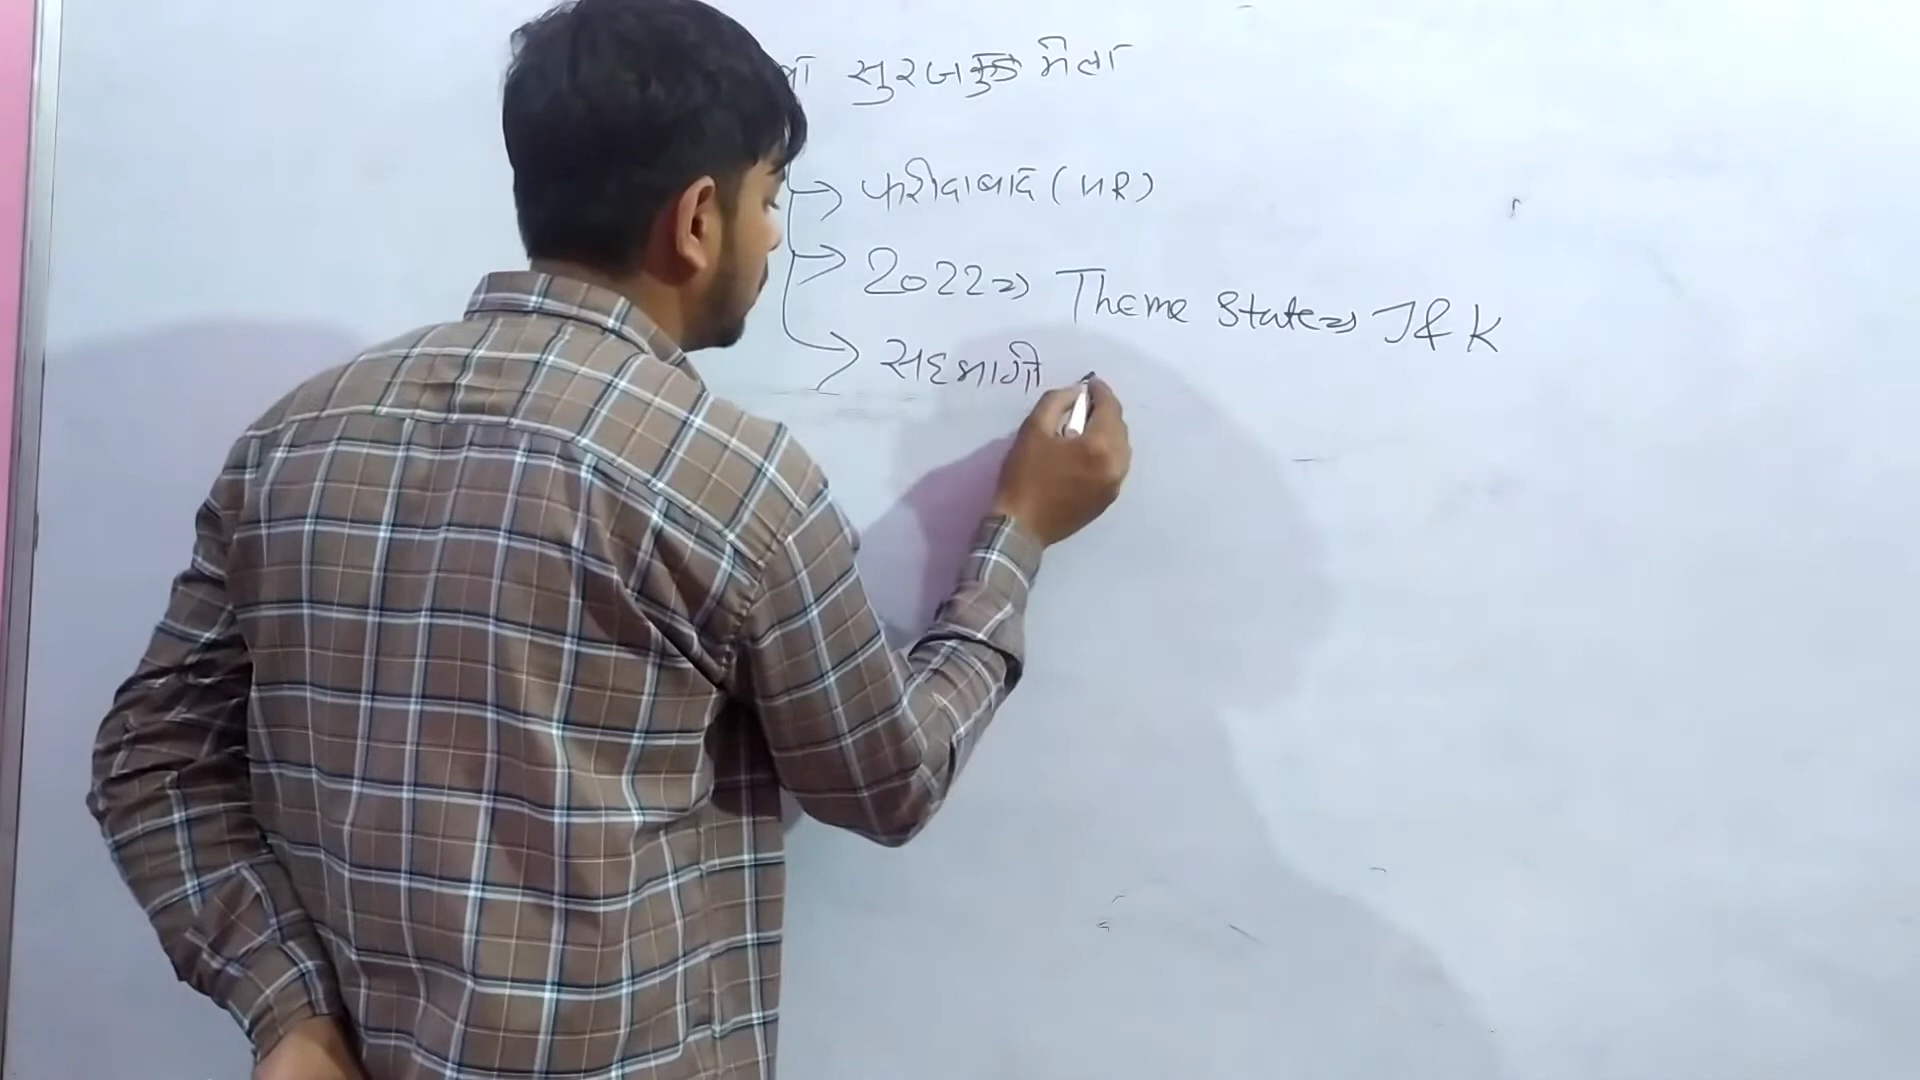 वां सुरजकुंड मेला
फरीदाबाद (HR)
2022 ⇒ Theme State ⇒ J & K
सहभागी